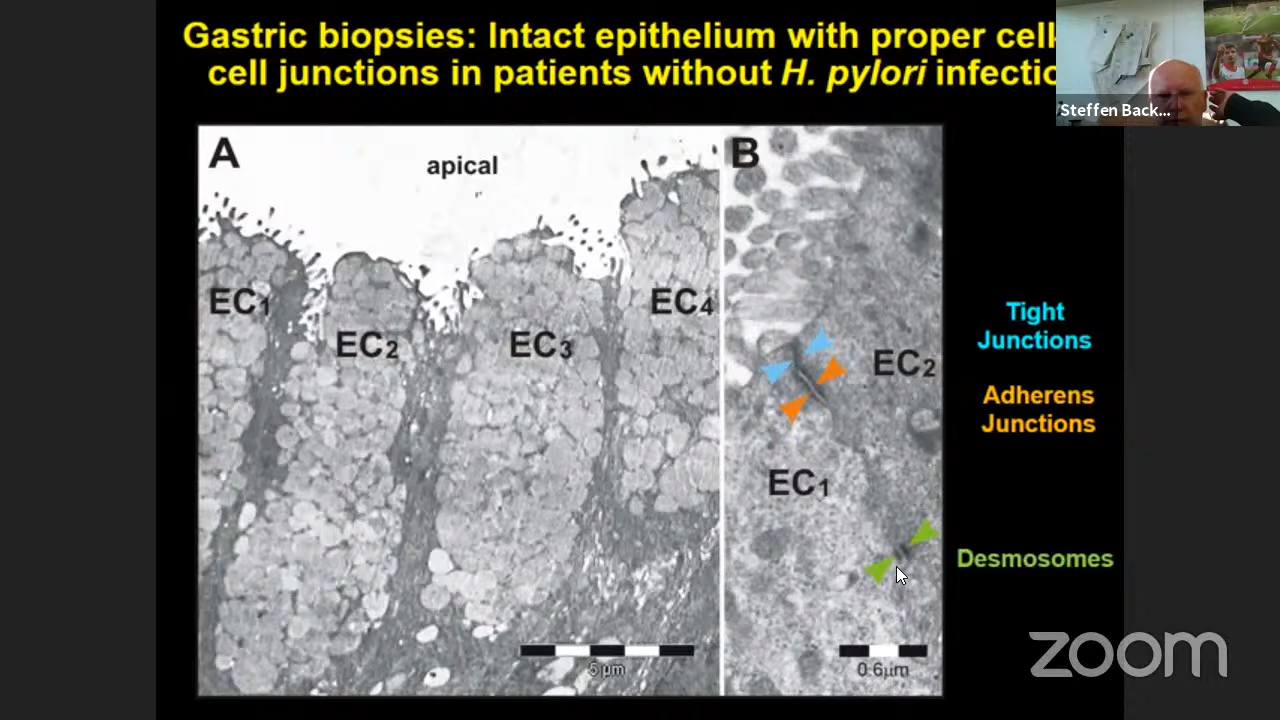 Gastric biopsies: Intact epithelium with proper cell
cell junctions in patients without H. pylori infectio
Steffen Back...
A
apical
B
EC1
EC2
EC3
EC4
EC2
EC1
5 µm
0.6µm
Tight
Junctions
Adherens
Junctions
Desmosomes
zoom